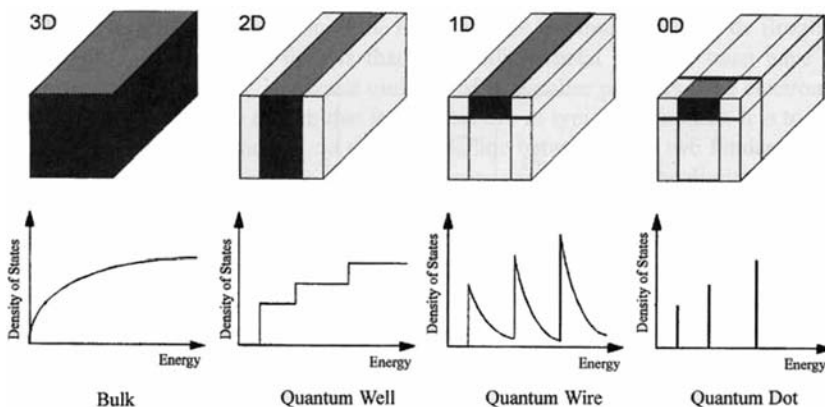 3D
2D
1D
0D
Density of States
Energy
Density of States
Energy
Density of States
Energy
Density of States
Energy
Bulk
Quantum Well
Quantum Wire
Quantum Dot